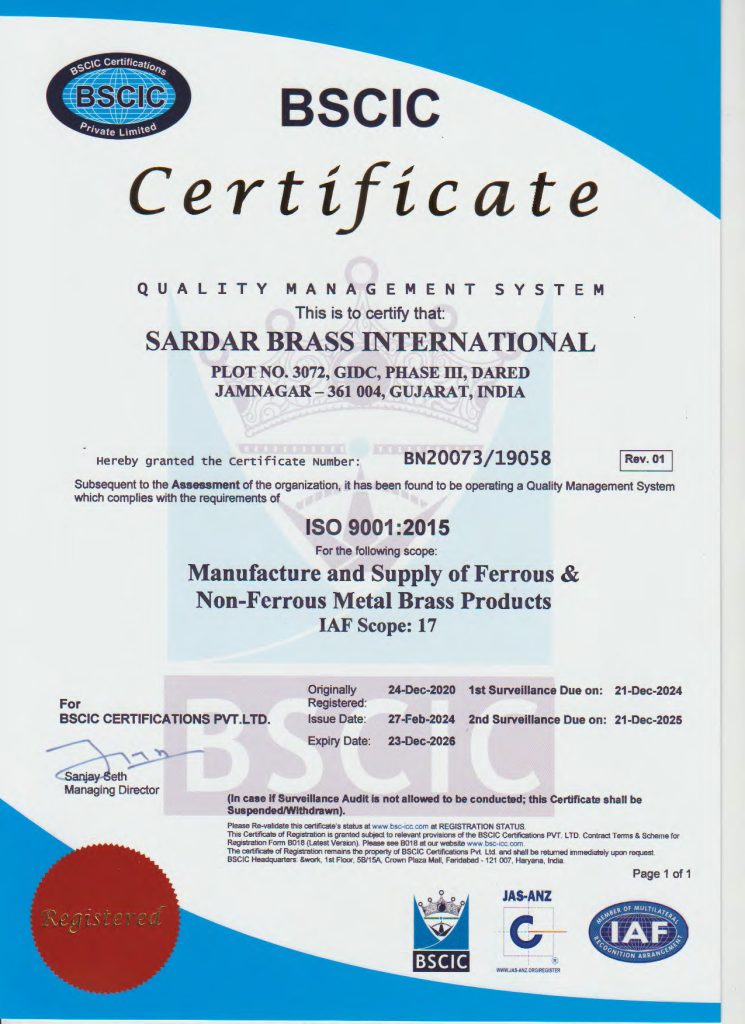 BSCIC Certifications
BSCIC
Private Limited
BSCIC
Certificate
QUALITY MANAGEMENT SYSTEM
This is to certify that:
SARDAR BRASS INTERNATIONAL
PLOT NO. 3072, GIDC, PHASE III, DARED
JAMNAGAR – 361 004, GUJARAT, INDIA
Hereby granted the Certificate Number: BN20073/19058 Rev. 01
Subsequent to the Assessment of the organization, it has been found to be operating a Quality Management System
which complies with the requirements of
ISO 9001:2015
For the following scope:
Manufacture and Supply of Ferrous &
Non-Ferrous Metal Brass Products
IAF Scope: 17
Originally Registered: 24-Dec-2020 1st Surveillance Due on: 21-Dec-2024
Issue Date: 27-Feb-2024 2nd Surveillance Due on: 21-Dec-2025
Expiry Date: 23-Dec-2026
For
BSCIC CERTIFICATIONS PVT.LTD.
BSCIC
Sanjay Seth
Managing Director
(In case if Surveillance Audit is not allowed to be conducted; this Certificate shall be
Suspended/Withdrawn).
Please Re-validate this certificate's status at www.bsc-icc.com at REGISTRATION STATUS.
This Certificate of Registration is granted subject to relevant provisions of the BSCIC Certifications PVT. LTD. Contract Terms & Scheme for
Registration Form B018 (Latest Version). Please see B018 at our website www.bsc-icc.com.
The certificate of Registration remains the property of BSCIC Certifications Pvt. Ltd. and shall be returned immediately upon request.
BSCIC Headquarters: &work, 1st Floor, 5B/15A, Crown Plaza Mall, Faridabad - 121 007, Haryana, India.
Page 1 of 1
Registered
BSCIC
JAS-ANZ
C
®
WWW.JAS-ANZ.ORG/REGISTER
MEMBER OF MULTILATERAL
IAF
RECOGNITION ARRANGEMENT